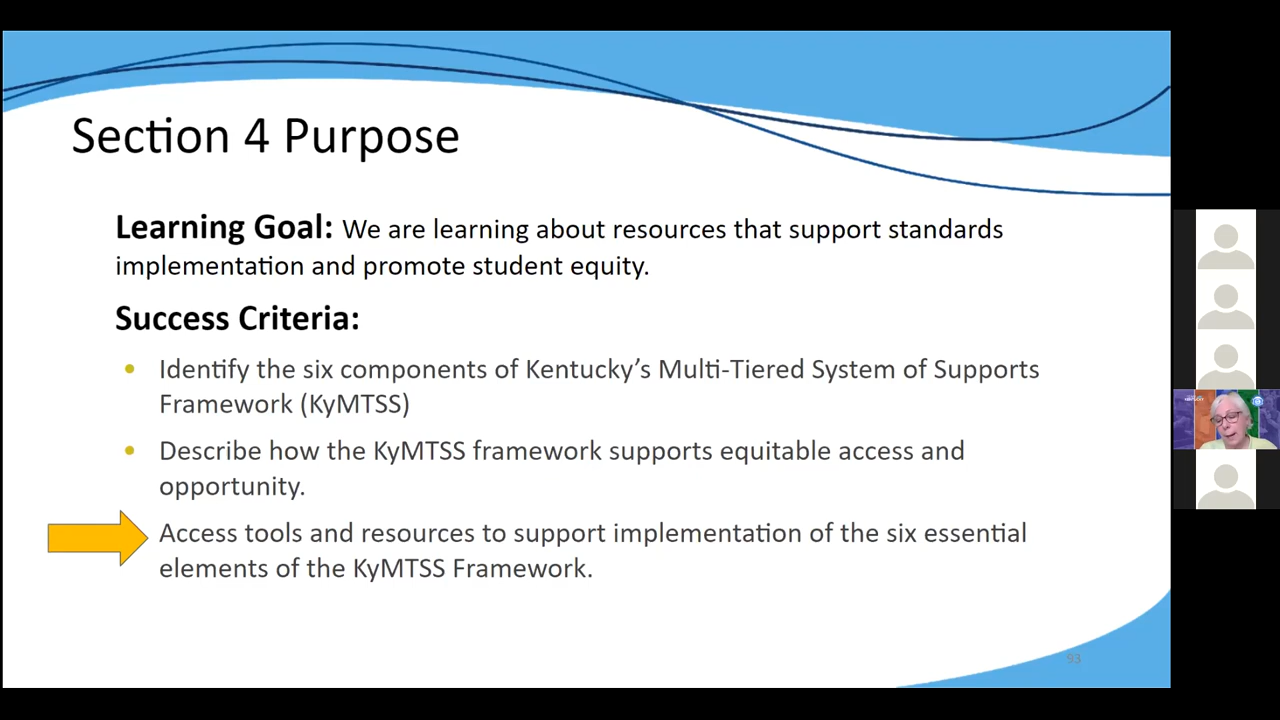 Section 4 Purpose
Learning Goal: We are learning about resources that support standards
implementation and promote student equity.
Success Criteria:
• Identify the six components of Kentucky's Multi-Tiered System of Supports
Framework (KyMTSS)
• Describe how the KyMTSS framework supports equitable access and
opportunity.
Access tools and resources to support implementation of the six essential
elements of the KyMTSS Framework.
93